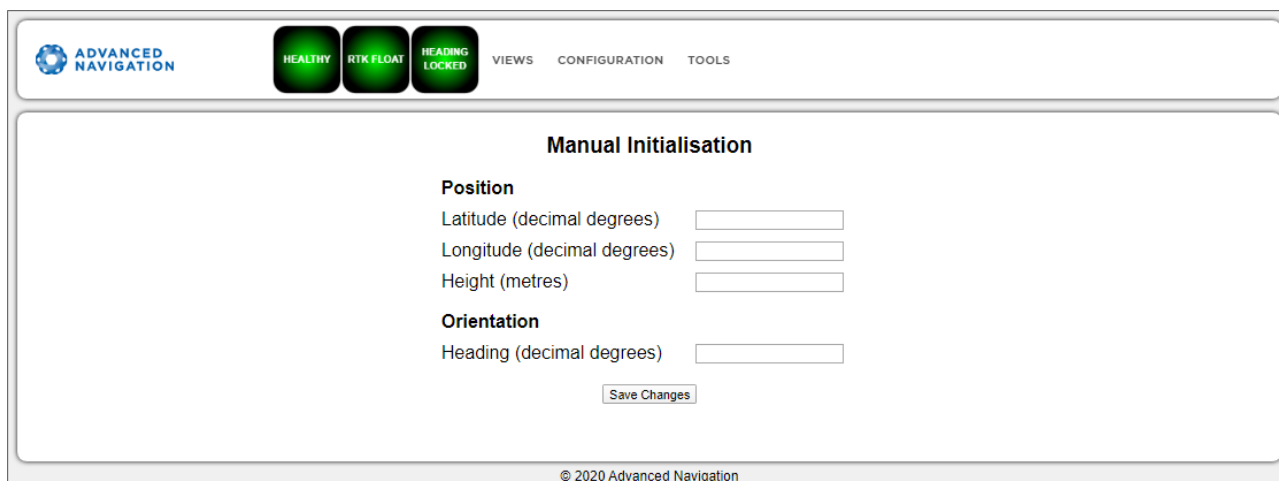 ADVANCED
NAVIGATION
HEALTHY
RTK FLOAT
HEADING
LOCKED
VIEWS
CONFIGURATION
TOOLS
Manual Initialisation
Position
Latitude (decimal degrees)
Longitude (decimal degrees)
Height (metres)
Orientation
Heading (decimal degrees)
Save Changes
© 2020 Advanced Navigation